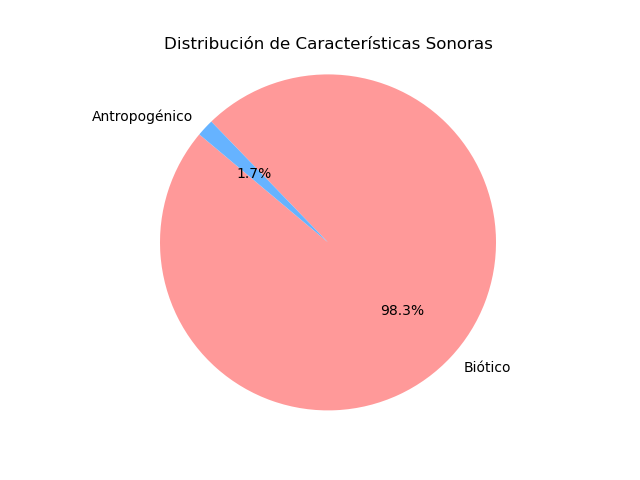 Distribución de Características Sonoras
Antropogénico
1.7%
98.3%
Biótico